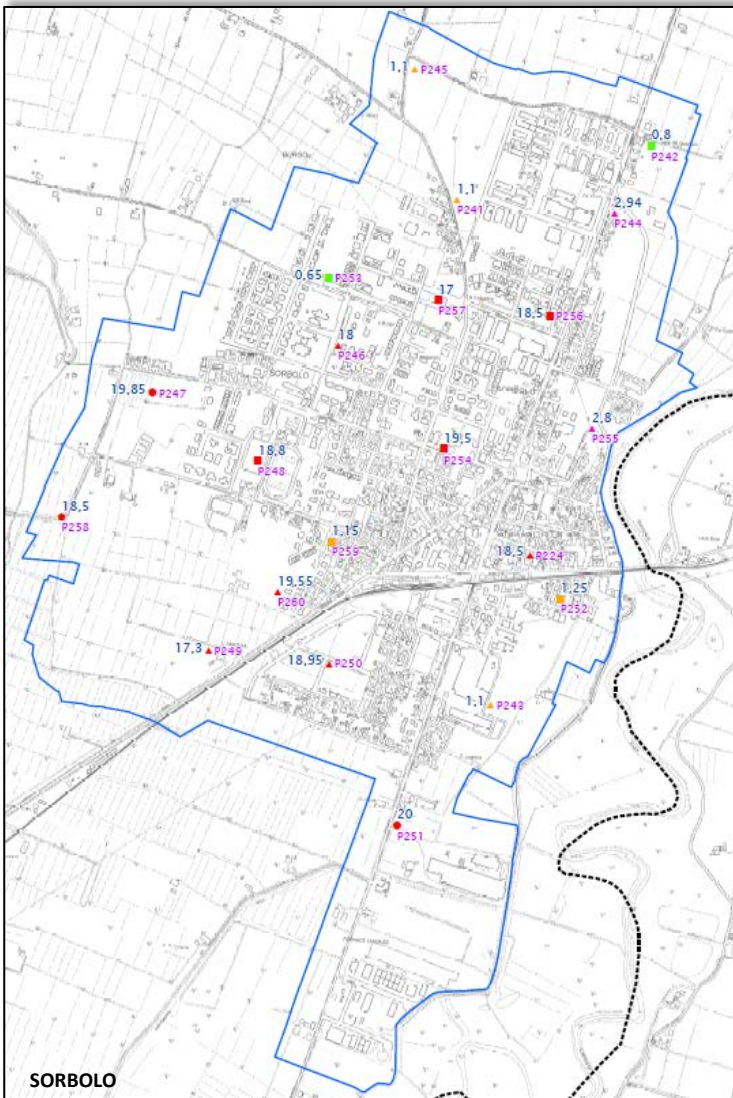 1,1 P245
0,8
P242
1,1
P241
2,94
P244
0,65 P253
17
P257
18,5 P256
18
P246
SORBOLO
19,85 P247
2,8
P255
19,5
P254
18,8
P248
18,5
P258
1,15
P259
18,5 P224
19,55
P260
1,25
P252
17,3 P249
18,95 P250
1,1 P243
20
P251
SORBOLO